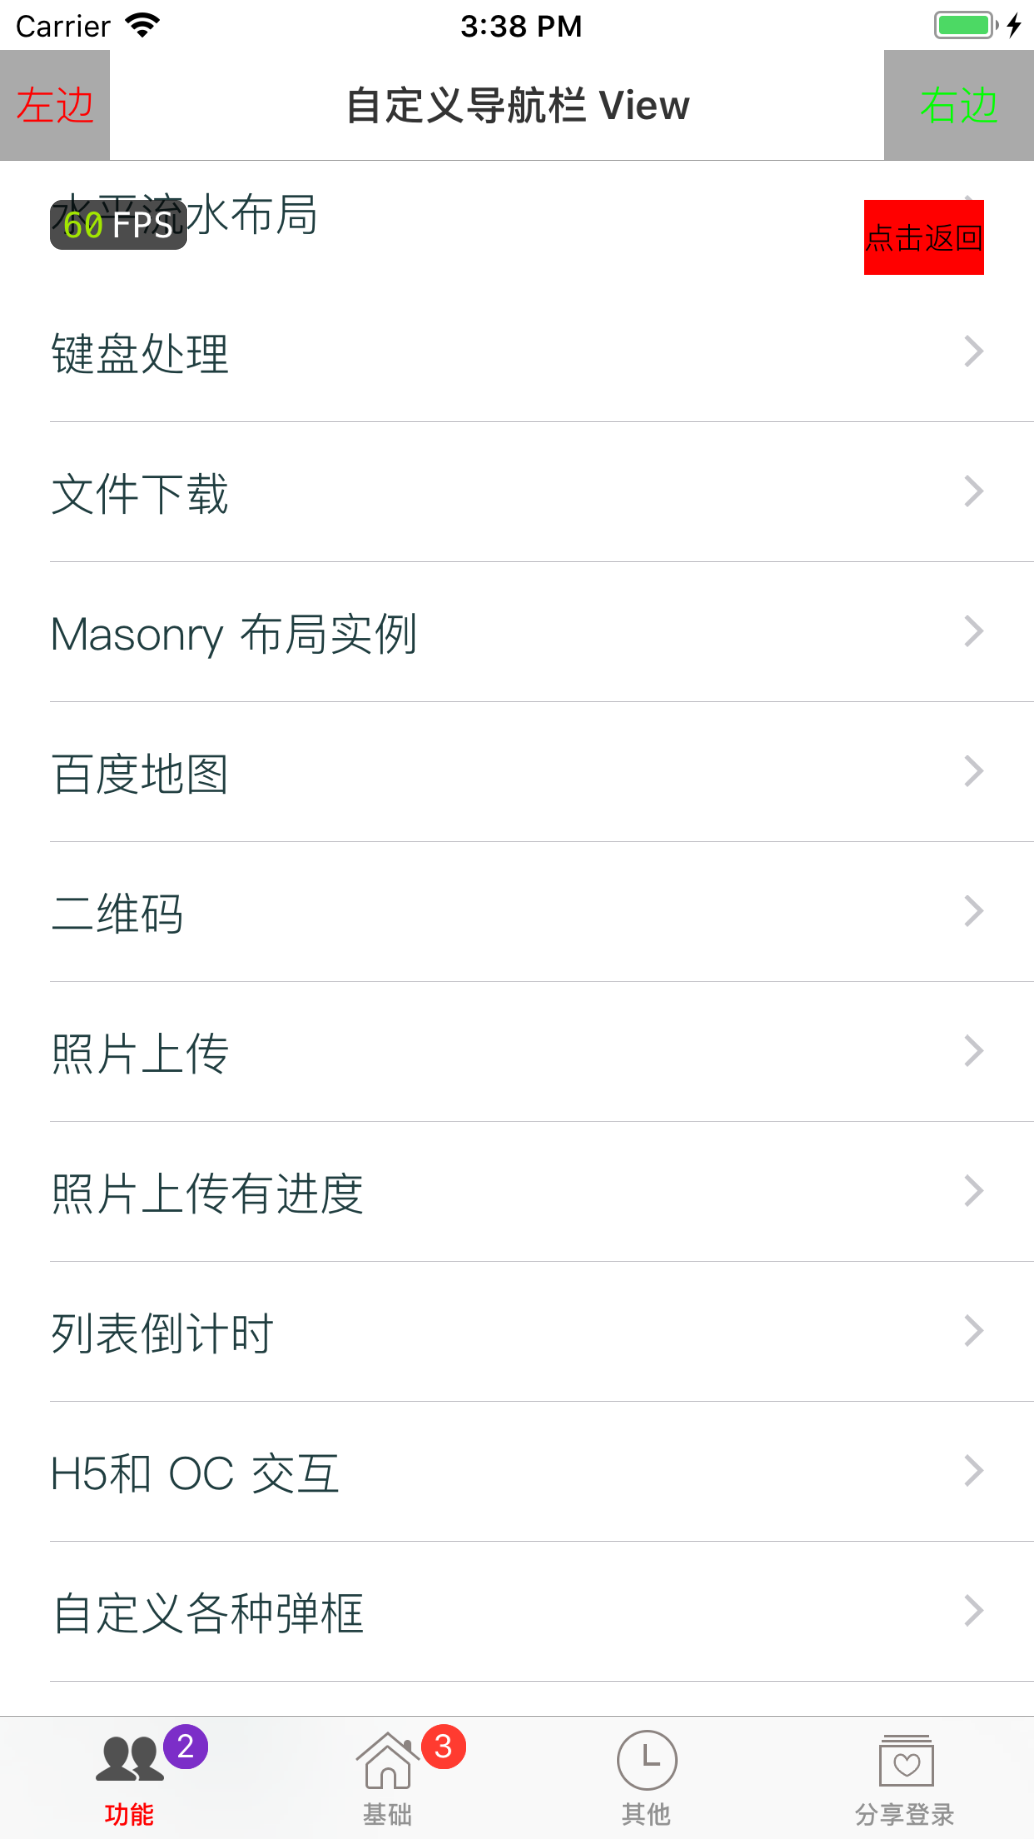 Carrier 3:38 PM
左边 自定义导航栏 View 右边
水平流水布局
60 FPS
点击返回
键盘处理
文件下载
Masonry 布局实例
百度地图
二维码
照片上传
照片上传有进度
列表倒计时
H5和 OC 交互
自定义各种弹框
2 3
功能 基础 其他 分享登录